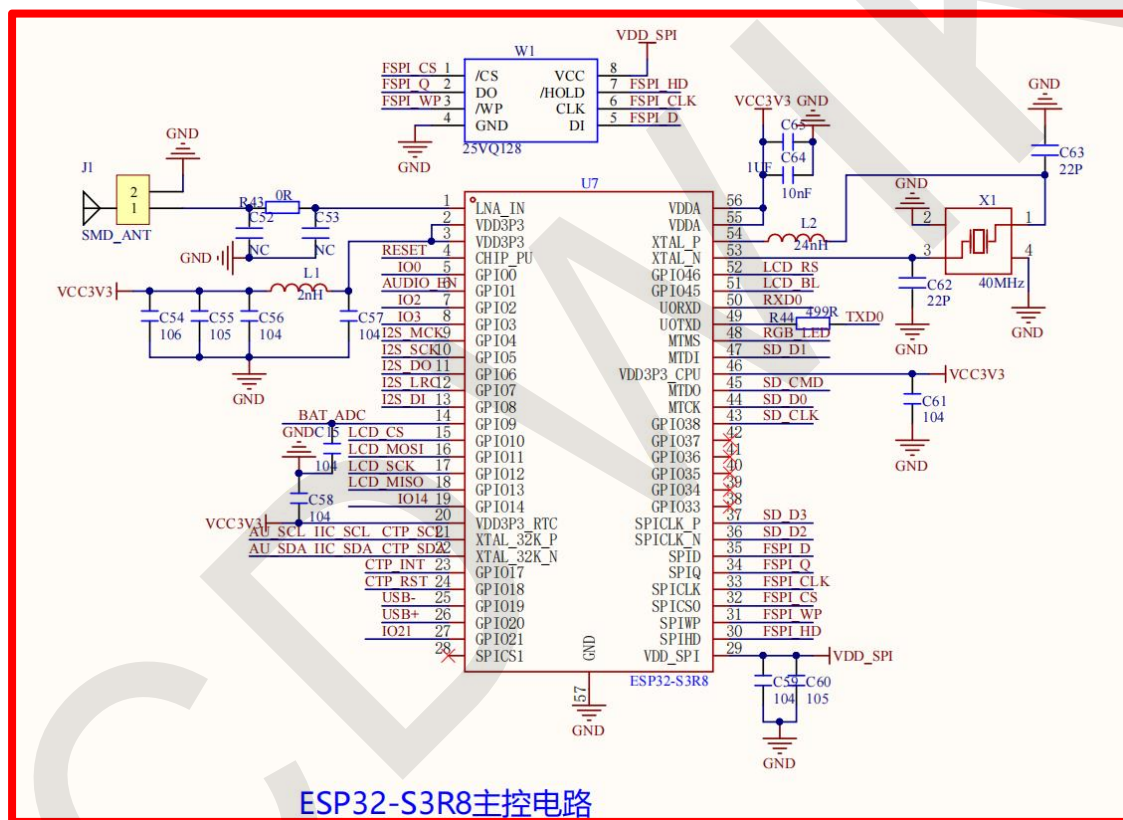 VDD_SPI
W1
FSPI_CS 1 /CS VCC 8
FSPI_Q 2 DO /HOLD 7 FSPI_HD
FSPI_WP 3 /WP CLK 6 FSPI_CLK
4 GND DI 5 FSPI_D
GND
25VQ128
VCC3V3 GND
C65
1UF C64
10nF
GND
C63
22P
GND
J1
2
1
SMD_ANT
R43 0R
C52 C53
NC NC
GND
U7
1 LNA_IN VDDA 56
2 VDD3P3 VDDA 55
3 VDD3P3 XTAL_P 54
RESET 4 CHIP_PU XTAL_N 53
IO0 5 GPIO0 GPIO46 52 LCD_RS
AUDIO_EN 6 GPIO1 GPIO45 51 LCD_BL
IO2 7 GPIO2 UORXD 50 RXD0
IO3 8 GPIO3 UOTXD 49 R44 499R TXD0
I2S_MCK 9 GPIO4 MTMS 48 RGB_LED
I2S_SCK 10 GPIO5 MTDI 47 SD_D1
I2S_DO 11 GPIO6 VDD3P3_CPU 46 VCC3V3
I2S_LRC 12 GPIO7 MTDO 45 SD_CMD
I2S_DI 13 GPIO8 MTCK 44 SD_D0
BAT_ADC 14 GPIO9 GPIO38 43 SD_CLK
LCD_CS 15 GPIO10 GPIO37 42
LCD_MOSI 16 GPIO11 GPIO36 41
LCD_SCK 17 GPIO12 GPIO35 40
LCD_MISO 18 GPIO13 GPIO34 39
IO14 19 GPIO14 GPIO33 38
VCC3V3 20 VDD3P3_RTC SPICLK_P 37 SD_D3
AU_SCL IIC_SCL CTP_SCL 21 XTAL_32K_P SPICLK_N 36 SD_D2
AU_SDA IIC_SDA CTP_SDA 22 XTAL_32K_N SPID 35 FSPI_D
CTP_INT 23 GPIO17 SPIQ 34 FSPI_Q
CTP_RST 24 GPIO18 SPICLK 33 FSPI_CLK
USB- 25 GPIO19 SPICSO 32 FSPI_CS
USB+ 26 GPIO20 SPIWP 31 FSPI_WP
IO21 27 GPIO21 SPIHD 30 FSPI_HD
28 SPICS1 VDD_SPI 29 VDD_SPI
GND
57
GND
ESP32-S3R8
L2
24nH
GND
X1
2 1
3 4
40MHz
C62
22P
GND
GND
C61
104
GND
VCC3V3
L1
2nH
C54 C55 C56 C57
106 105 104 104
GND
GND C15
104
C58
104
C59 C60
104 105
GND
ESP32-S3R8主控电路